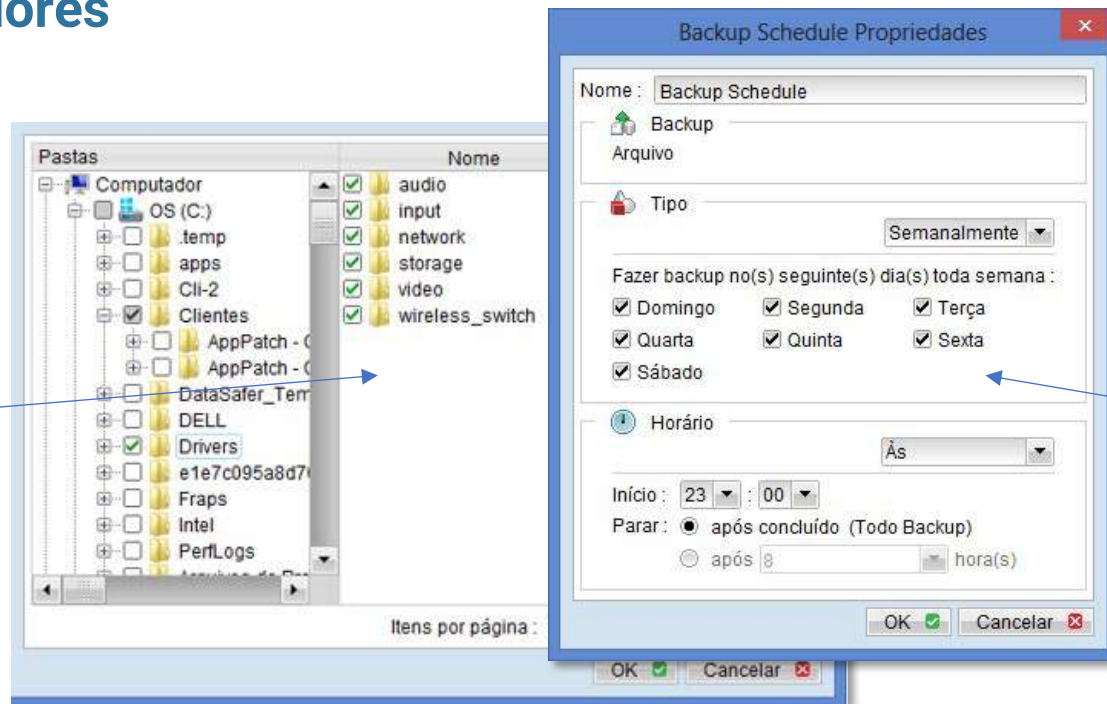 Pastas
Nome
Computador
OS (C:)
.temp
apps
Cli-2
Clientes
AppPatch -
AppPatch -
DELL
Drivers
Fraps
Intel
PerfLogs
audio
input
network
storage
video
wireless_switch
Itens por página :
OK
Cancelar
Backup Schedule Propriedades
Nome : Backup Schedule
Backup
Arquivo
Tipo
Semanalmente
Fazer backup no(s) seguinte(s) dia(s) toda semana :
Domingo Segunda Terça
Quarta Quinta Sexta
Sábado
Horário
Às
Início : 23 : 00
Parar : após concluído (Todo Backup)
após 8 hora(s)
OK Cancelar